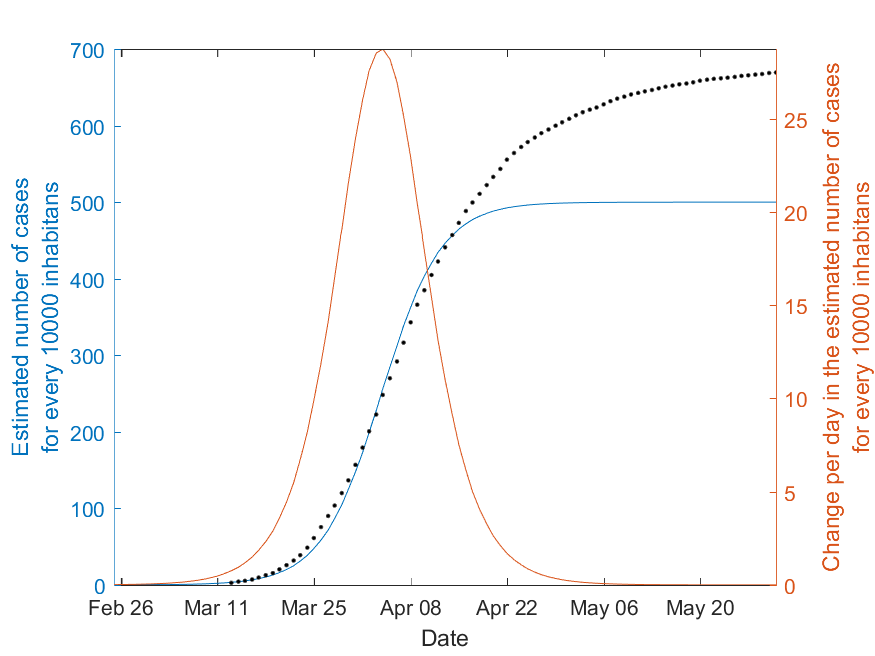 700
600
500
400
300
200
100
0
Estimated number of cases
for every 10000 inhabitans
25
20
15
10
5
0
Change per day in the estimated number of cases
for every 10000 inhabitans
Feb 26 Mar 11 Mar 25 Apr 08 Apr 22 May 06 May 20
Date